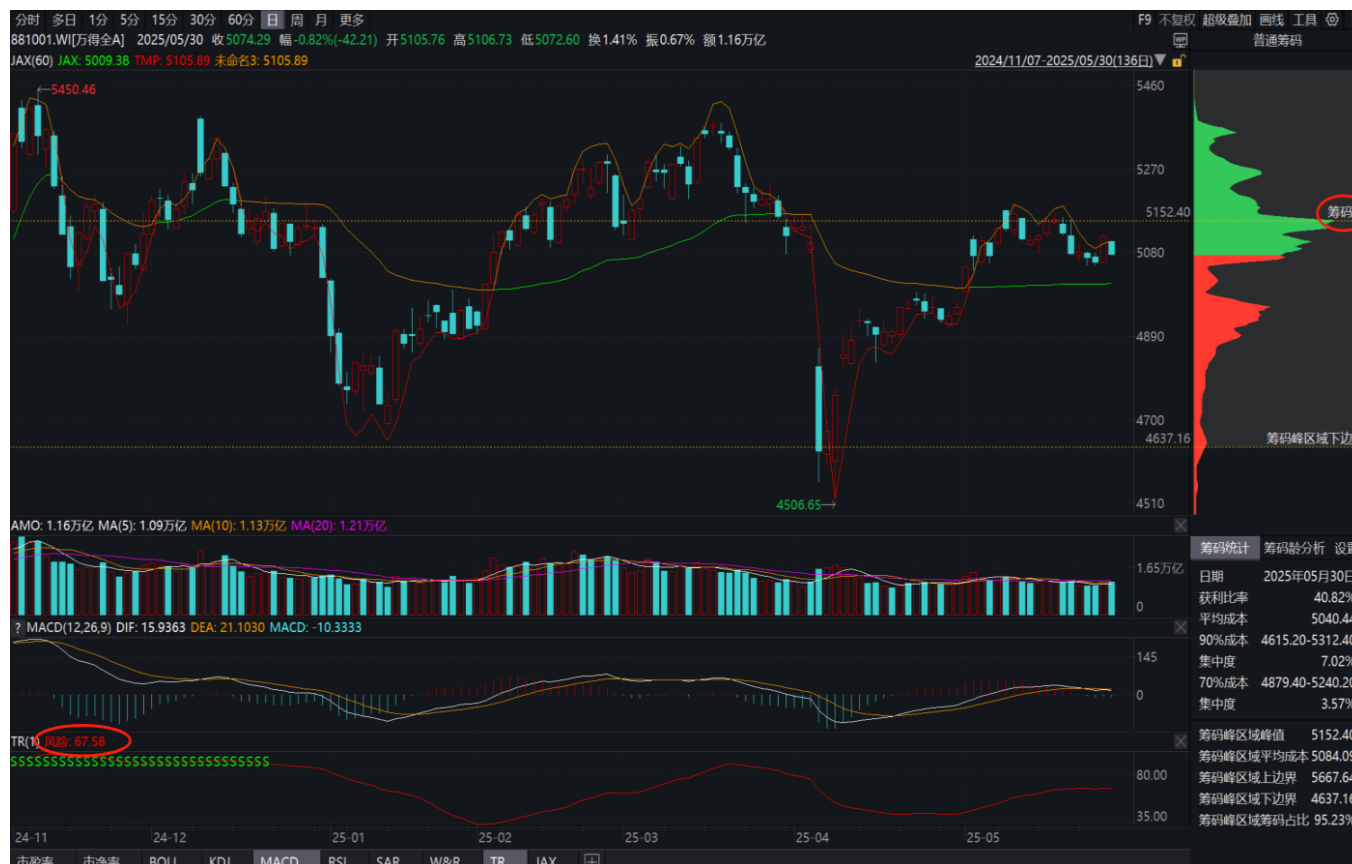 分时 多日 1分 5分 15分 30分 60分 日 周 月 更多 F9 不复权 超级叠加 画线 工具
881001.WI[万得全A] 2025/05/30 收5074.29 幅-0.82%(-42.21) 开5105.76 高5106.73 低5072.60 换1.41% 振0.67% 额1.16万亿 普通筹码
JAX(60) JAX: 5009.38 TMP: 5105.89 未命名3: 5105.89 2024/11/07-2025/05/30(136日)
5460
5450.46
5270
5152.40
筹码
5080
4890
4700
4637.16
筹码峰区域下边
4506.65
4510
AMO: 1.16万亿 MA(5): 1.09万亿 MA(10): 1.13万亿 MA(20): 1.21万亿
1.65万亿
0
? MACD(12,26,9) DIF: 15.9363 DEA: 21.1030 MACD: -10.3333
145
0
TR(1) 风险: 67.58
SSSSSSSSSSSSSSSSSSSSSSSSSSSSSSSS
80.00
35.00
24-11 24-12 25-01 25-02 25-03 25-04 25-05
市盈率 市净率 BOLL KDJ MACD RSI SAR W&R TR JAX
筹码统计 筹码龄分析 设置
日期 2025年05月30日
获利比率 40.82%
平均成本 5040.44
90%成本 4615.20-5312.40
集中度 7.02%
70%成本 4879.40-5240.20
集中度 3.57%
筹码峰区域峰值 5152.40
筹码峰区域平均成本 5084.09
筹码峰区域上边界 5667.64
筹码峰区域下边界 4637.16
筹码峰区域筹码占比 95.23%